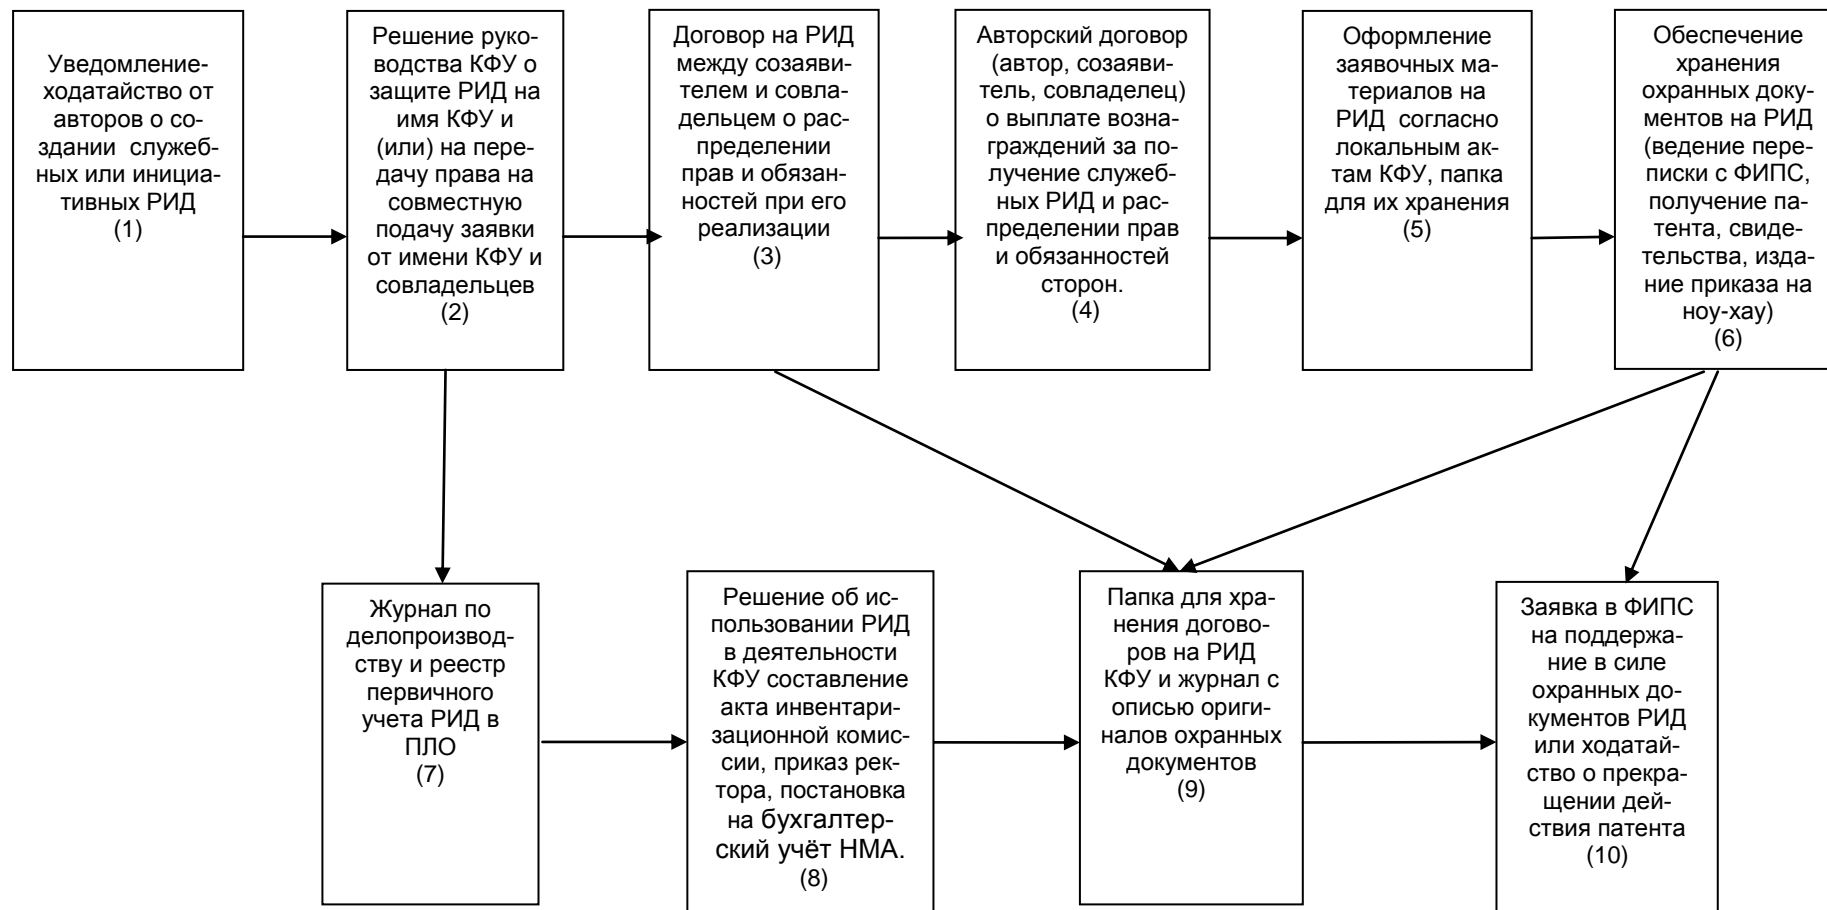 Уведомление-
ходатайство от
авторов о со-
здании служеб-
ных или инициа-
тивных РИД
(1)
Решение руко-
водства КФУ о
защите РИД на
имя КФУ и
(или) на пере-
дачу права на
совместную
подачу заявки
от имени КФУ и
совладельцев
(2)
Договор на РИД
между созаяви-
телем и совла-
дельцем о рас-
пределении
прав и обязан-
ностей при его
реализации
(3)
Авторский договор
(автор, созаяви-
тель, совладелец)
о выплате возна-
граждений за по-
лучение служеб-
ных РИД и рас-
пределении прав
и обязанностей
сторон.
(4)
Оформление
заявочных ма-
териалов на
РИД согласно
локальным ак-
там КФУ, папка
для их хранения
(5)
Обеспечение
хранения
охранных доку-
ментов на РИД
(ведение пере-
писки с ФИПС,
получение па-
тента, свиде-
тельства, изда-
ние приказа на
ноу-хау)
(6)
Журнал по
делопроизвод-
ству и реестр
первичного
учета РИД в
ПЛО
(7)
Решение об ис-
пользовании РИД
в деятельности
КФУ составление
акта инвентари-
зационной комис-
сии, приказ рек-
тора, постановка
на бухгалтер-
ский учёт НМА.
(8)
Папка для хра-
нения догово-
ров на РИД
КФУ и журнал с
описью ориги-
налов охранных
документов
(9)
Заявка в ФИПС
на поддержа-
ние в силе
охранных до-
кументов РИД
или ходатай-
ство о прекра-
щении дей-
ствия патента
(10)